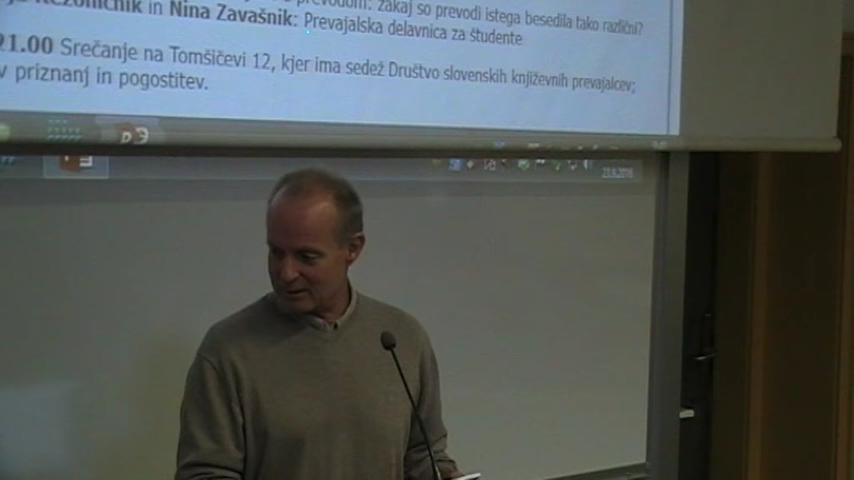 prevodom: zakaj so prevodi istega besedila tako različni?
in Nina Zavašnik: Prevajalska delavnica za študente
21.00 Srečanje na Tomšičevi 12, kjer ima sedež Društvo slovenskih književnih prevajalcev;
v priznanj in pogostitev.